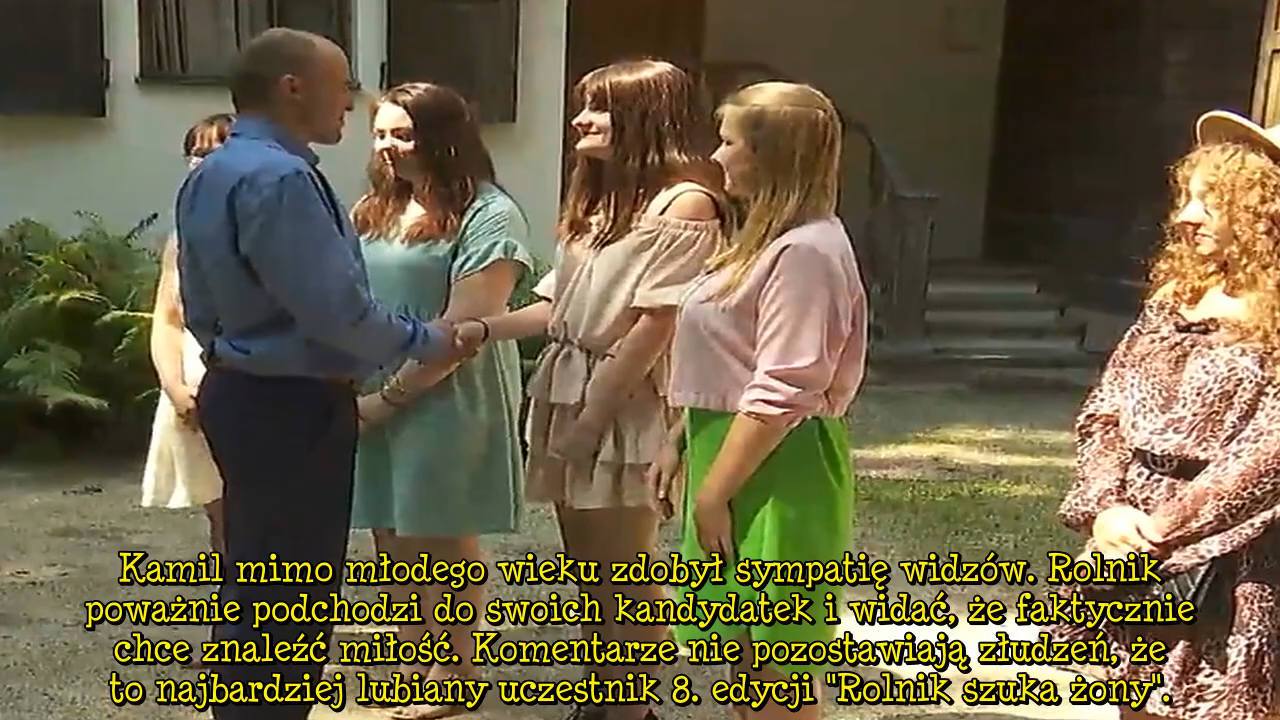 Kamil mimo młodego wieku zdobył sympatię widzów. Rolnik
poważnie podchodzi do swoich kandydatek i widać, że faktycznie
chce znaleźć miłość. Komentarze nie pozostawiają złudzeń, że
to najbardziej lubiany uczestnik 8. edycji "Rolnik szuka żony".